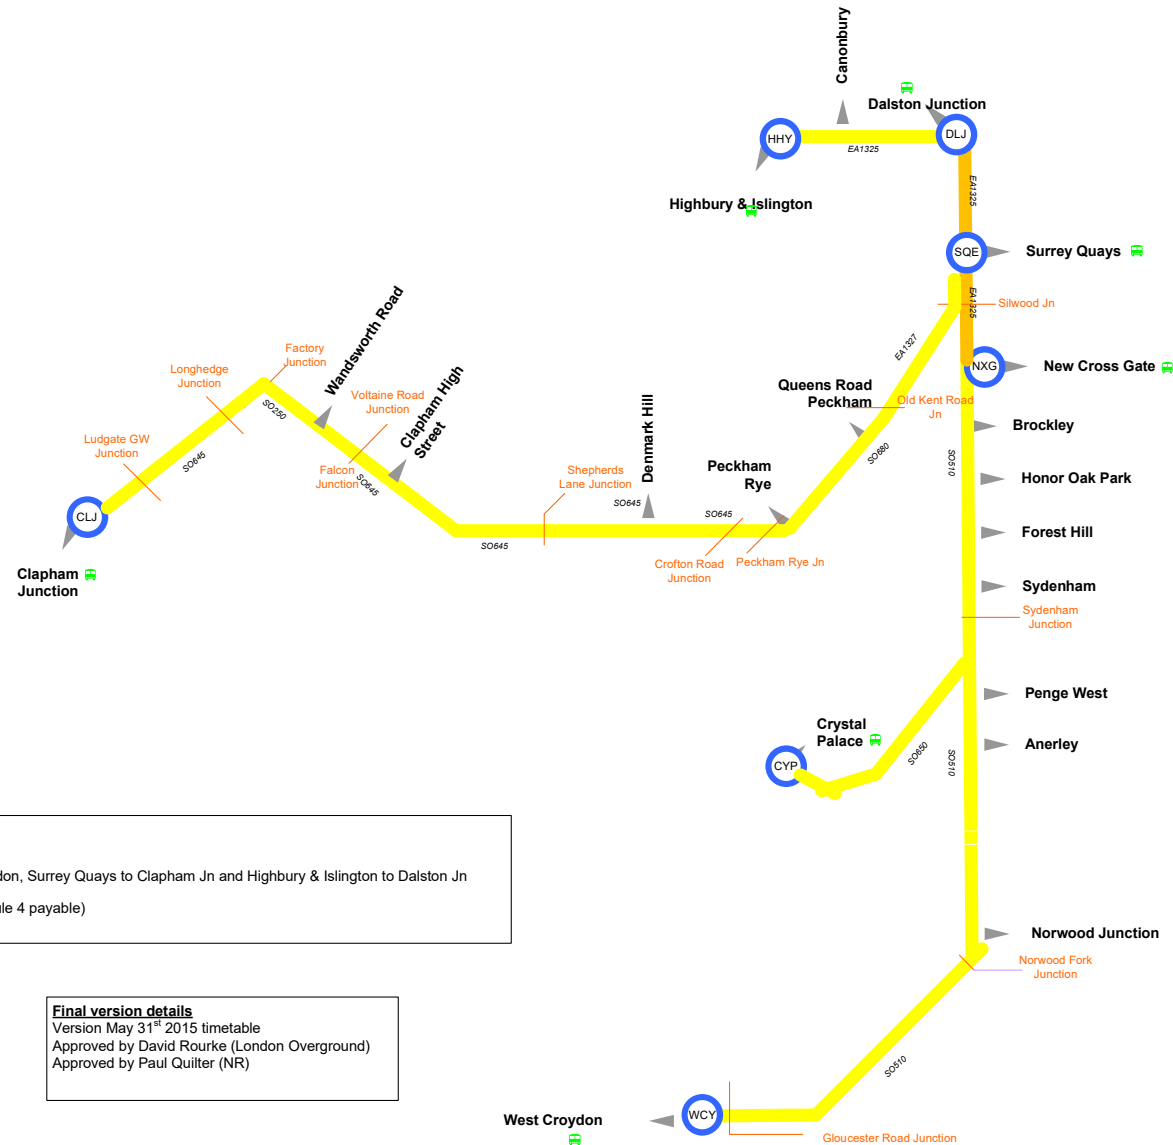 Canonbury
Dalston Junction
HHY
DLJ
EA1325
Highbury & Islington
EA1325
SQE
Surrey Quays
EA1325
Silwood Jn
EA1327
NXG
New Cross Gate
Queens Road
Peckham
Old Kent Road
Jn
SO680
Brockley
SO510
Honor Oak Park
Forest Hill
Sydenham
Sydenham
Junction
Factory
Junction
Wandsworth Road
Longhedge
Junction
SO250
Voltaine Road
Junction
Clapham High
Street
Ludgate GW
Junction
SO645
Falcon
Junction
SO645
CLJ
Clapham
Junction
SO645
Shepherds
Lane Junction
Denmark Hill
SO645
SO645
Peckham
Rye
Crofton Road
Junction
Peckham Rye Jn
Penge West
Anerley
Crystal
Palace
CYP
SO650
SO510
Norwood Junction
Norwood Fork
Junction
SO510
West Croydon
WCY
Gloucester Road Junction
don, Surrey Quays to Clapham Jn and Highbury & Islington to Dalston Jn
ule 4 payable)
Final version details
Version May 31st 2015 timetable
Approved by David Rourke (London Overground)
Approved by Paul Quilter (NR)